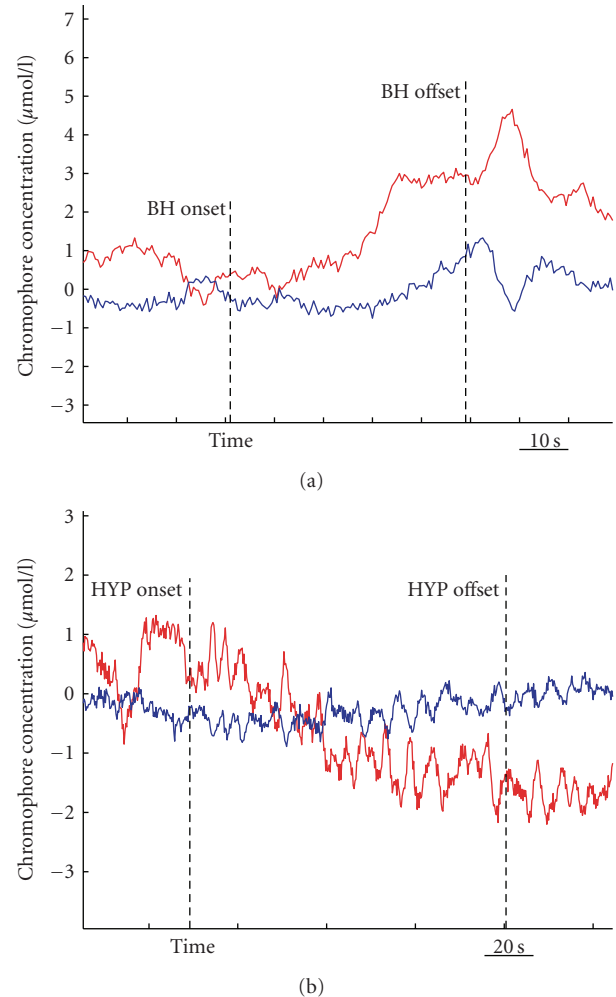 7
6
5
4
3
2
1
0
−1
−2
−3
Chromophore concentration (μmol/l)
BH offset
BH onset
Time
10 s
(a)
3
2
1
0
−1
−2
−3
Chromophore concentration (μmol/l)
HYP onset
HYP offset
Time
20 s
(b)